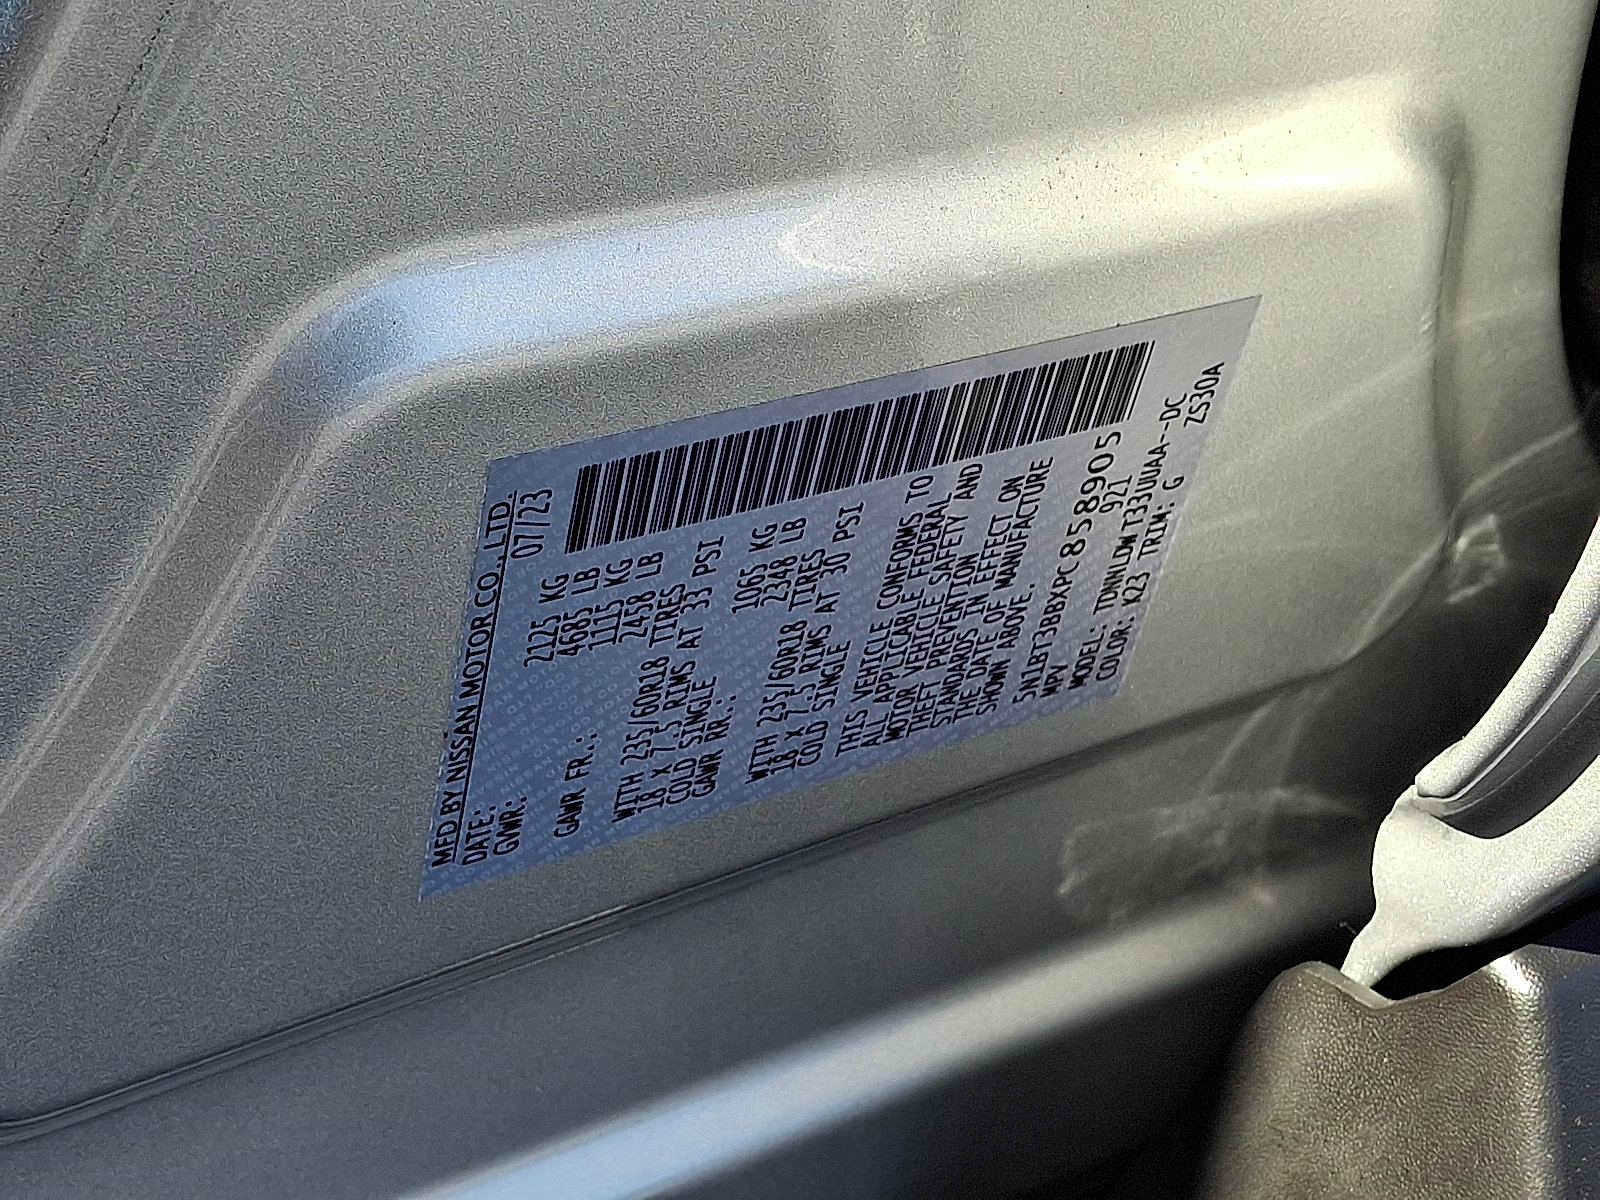 MFD BY NISSAN MOTOR CO., LTD.
DATE: 07/23
GVWR: 2125 KG
4685 LB
GAWR FR.: 1115 KG
2458 LB
WITH 235/60R18 TIRES
18 X 7.5 RIMS AT 33 PSI
COLD SINGLE
GAWR RR.: 1065 KG
2348 LB
WITH 235/60R18 TIRES
18 X 7.5 RIMS AT 30 PSI
COLD SINGLE
THIS VEHICLE CONFORMS TO
ALL APPLICABLE FEDERAL
MOTOR VEHICLE SAFETY AND
THEFT PREVENTION
STANDARDS IN EFFECT ON
THE DATE OF MANUFACTURE
SHOWN ABOVE.
5N1BT3BBXPC858905
MPV 921
MODEL: TDNNLDWT33UUAA--DC
COLOR: K23 TRIM: G ZS30A